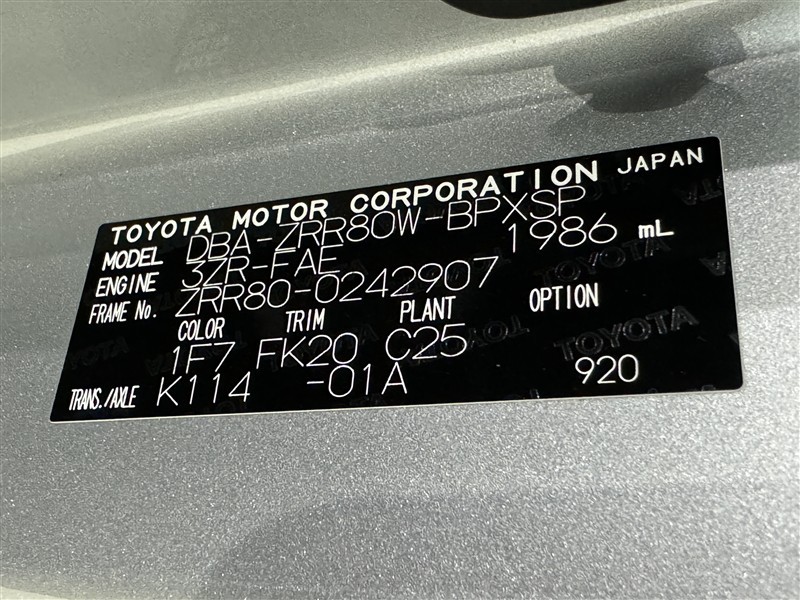 TOYOTA MOTOR CORPORATION JAPAN
MODEL DBA-ZRR80W-BPXSP
ENGINE 3ZR-FAE 1986 mL
FRAME No. ZRR80-0242907
COLOR TRIM PLANT OPTION
1F7 FK20 C25
TRANS./AXLE K114 -01A 920